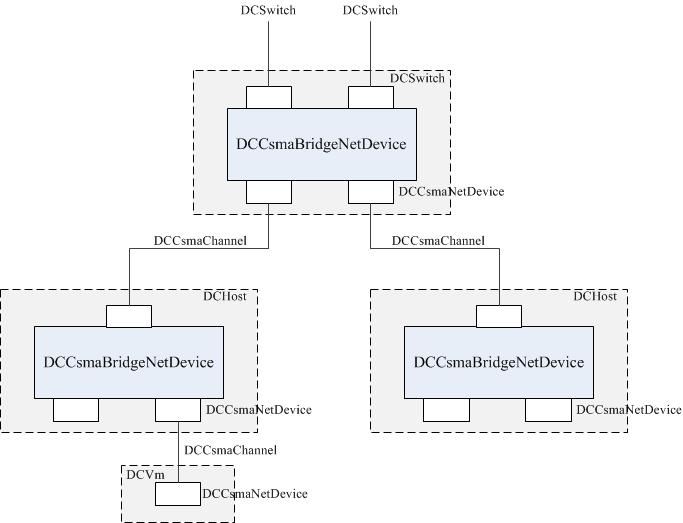 DCSwitch
DCSwitch
DCSwitch
DCCsmaBridgeNetDevice
DCCsmaNetDevice
DCCsmaChannel
DCCsmaChannel
DCHost
DCHost
DCCsmaBridgeNetDevice
DCCsmaBridgeNetDevice
DCCsmaNetDevice
DCCsmaNetDevice
DCCsmaChannel
DCVm
DCCsmaNetDevice